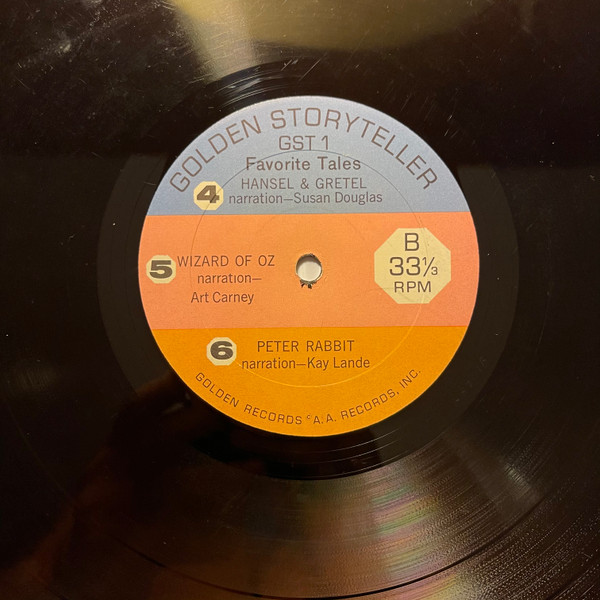 GOLDEN STORYTELLER
GST 1
Favorite Tales
4 HANSEL & GRETEL
narration—Susan Douglas
5 WIZARD OF OZ
narration—
Art Carney
B
33⅓
RPM
6 PETER RABBIT
narration—Kay Lande
GOLDEN RECORDS ©A.A. RECORDS, INC.